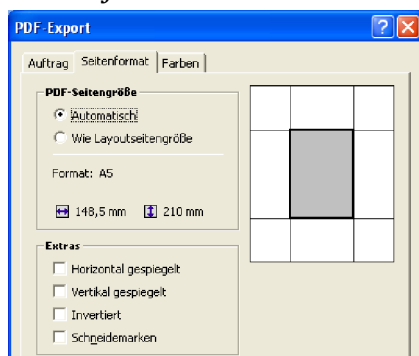 PDF-Export
Auftrag Seitenformat Farben
PDF-Seitengröße
Automatisch
Wie Layoutseitengröße
Format: A5
148,5 mm 210 mm
Extras
Horizontal gespiegelt
Vertikal gespiegelt
Invertiert
Schneidemarken